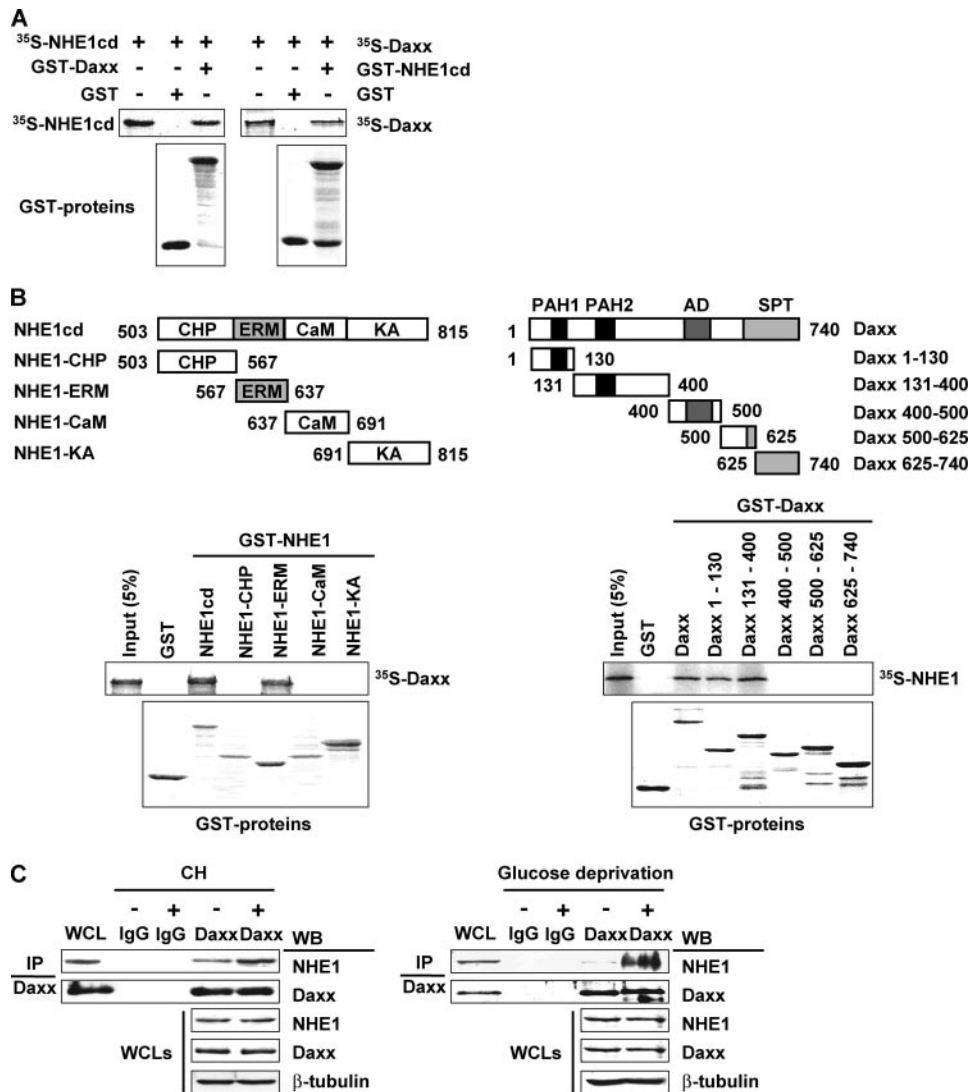 A
³⁵S-NHE1cd + + + + + + ³⁵S-Daxx
GST-Daxx - - + - - + GST-NHE1cd
GST - + - - + - GST
³⁵S-NHE1cd ³⁵S-Daxx
GST-proteins
B
NHE1cd 503 CHP ERM CaM KA 815
NHE1-CHP 503 CHP 567
NHE1-ERM 567 ERM 637
NHE1-CaM 637 CaM 691
NHE1-KA 691 KA 815
PAH1 PAH2 AD SPT
1 740 Daxx
1 130 Daxx 1-130
131 400 Daxx 131-400
400 500 Daxx 400-500
500 625 Daxx 500-625
625 740 Daxx 625-740
GST-NHE1
Input (5%) GST NHE1cd NHE1-CHP NHE1-ERM NHE1-CaM NHE1-KA
³⁵S-Daxx
GST-proteins
GST-Daxx
Input (5%) GST Daxx Daxx 1 - 130 Daxx 131 - 400 Daxx 400 - 500 Daxx 500 - 625 Daxx 625 - 740
³⁵S-NHE1
GST-proteins
C
CH
- + - +
WCL IgG IgG Daxx Daxx WB
IP NHE1
Daxx Daxx
NHE1
WCLs Daxx
β-tubulin
Glucose deprivation
- + - +
WCL IgG IgG Daxx Daxx WB
IP NHE1
Daxx Daxx
NHE1
WCLs Daxx
β-tubulin